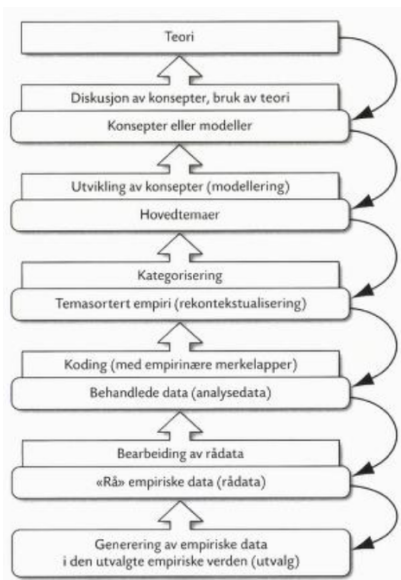 Teori
Diskusjon av konsepter, bruk av teori
Konsepter eller modeller
Utvikling av konsepter (modellering)
Hovedtemaer
Kategorisering
Temasortert empiri (rekontekstualisering)
Koding (med empirinære merkelapper)
Behandlede data (analysedata)
Bearbeiding av rådata
«Rå» empiriske data (rådata)
Generering av empiriske data
i den utvalgte empiriske verden (utvalg)